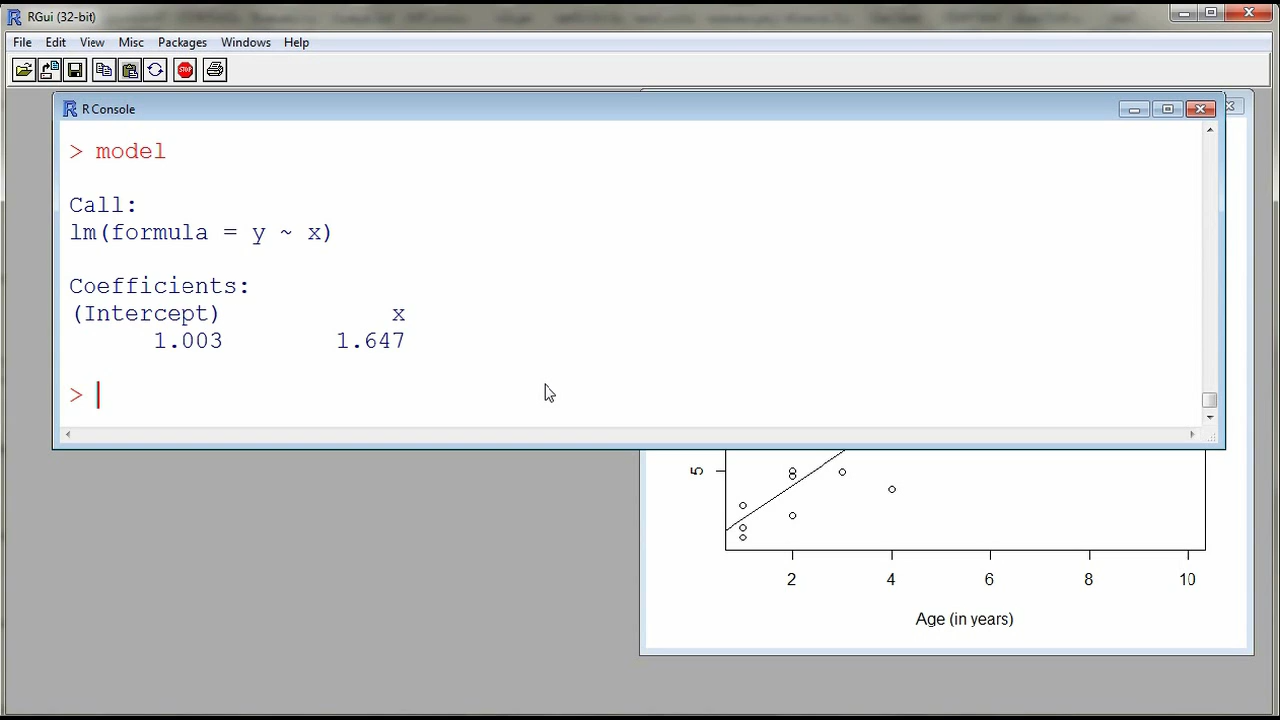 RGui (32-bit)
File Edit View Misc Packages Windows Help
STOP
R Console
> model
Call:
lm(formula = y ~ x)
Coefficients:
(Intercept) x
1.003 1.647
>
5
2 4 6 8 10
Age (in years)